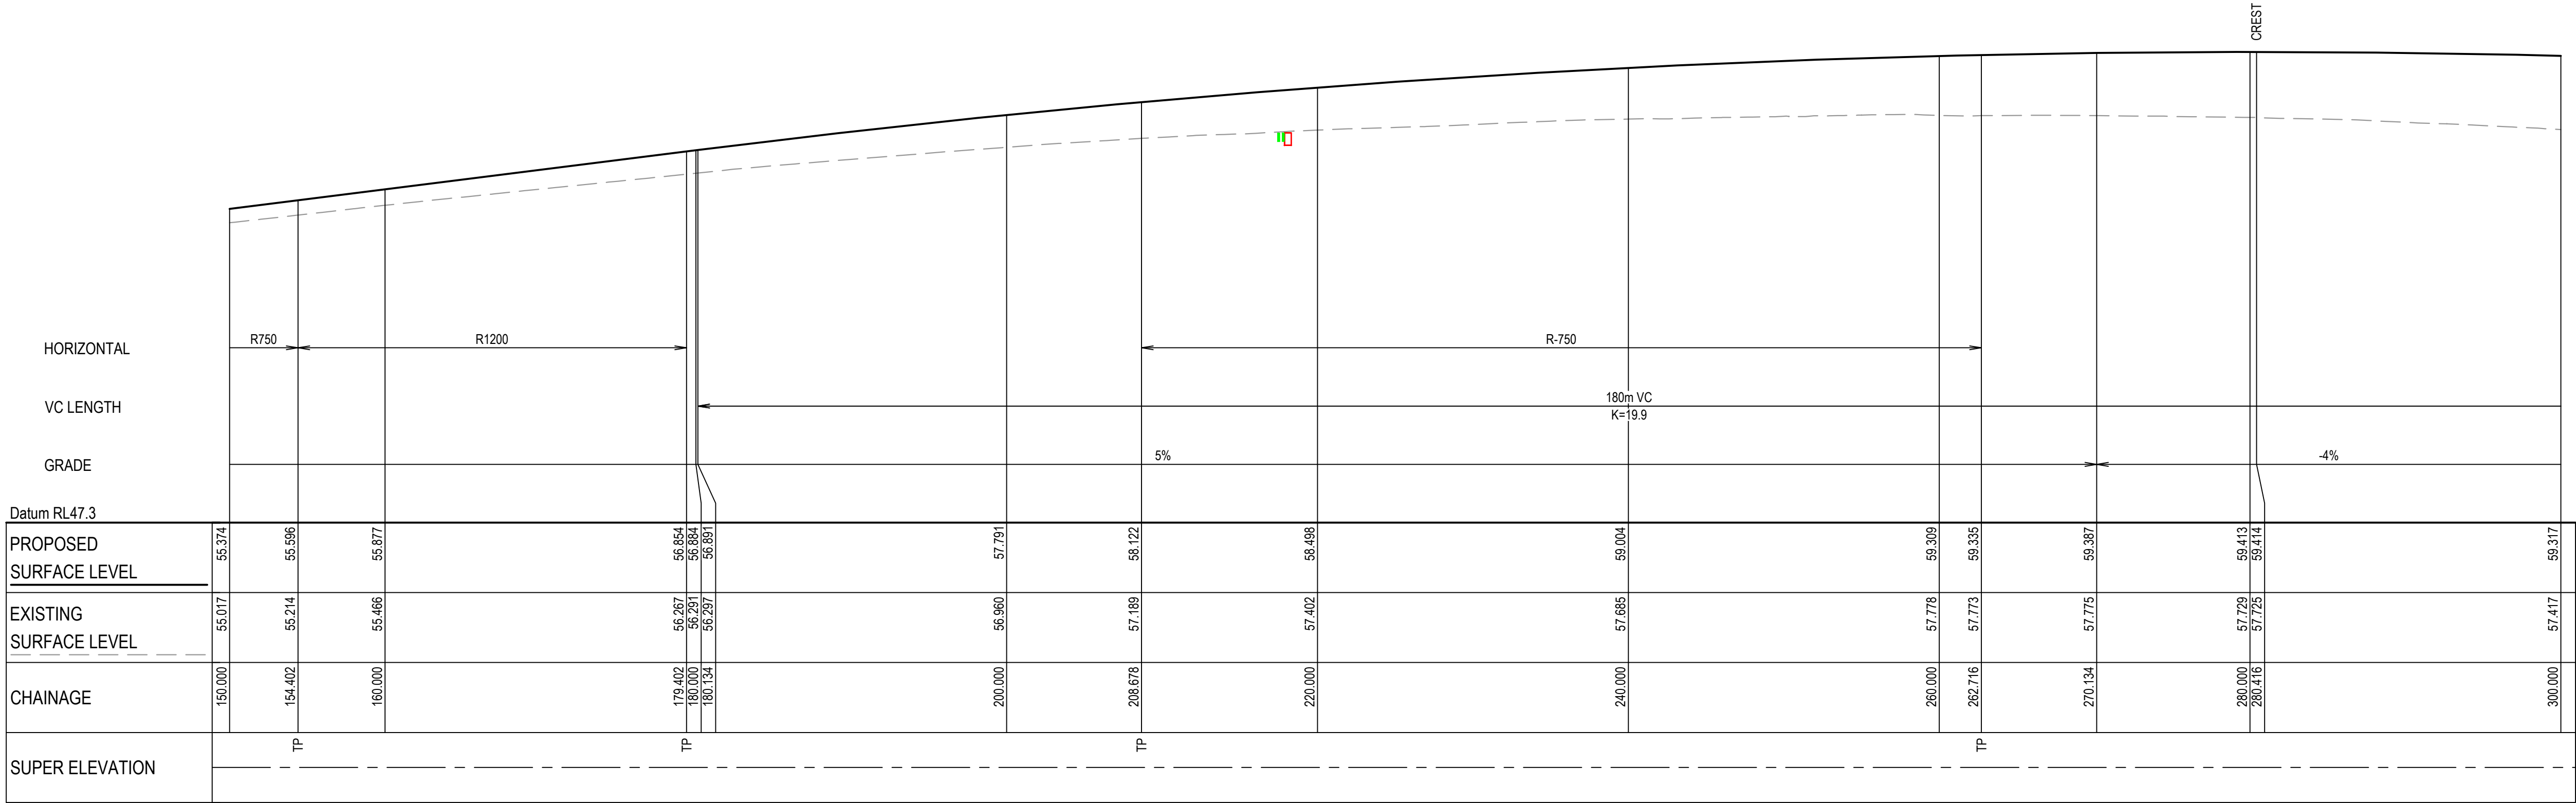 CREST
HORIZONTAL
R750
R1200
R-750
VC LENGTH
180m VC
K=19.9
GRADE
5%
-4%
Datum RL47.3
PROPOSED
SURFACE LEVEL
55.374
55.596
55.877
56.854
56.884
56.891
57.791
58.122
58.498
59.004
59.309
59.335
59.387
59.413
59.414
59.317
EXISTING
SURFACE LEVEL
55.017
55.214
55.466
56.267
56.291
56.297
56.960
57.189
57.402
57.685
57.778
57.773
57.775
57.729
57.725
57.417
CHAINAGE
150.000
154.402
160.000
179.402
180.000
180.134
200.000
208.678
220.000
240.000
260.000
262.716
270.134
280.000
280.416
300.000
SUPER ELEVATION
TP
TP
TP
TP